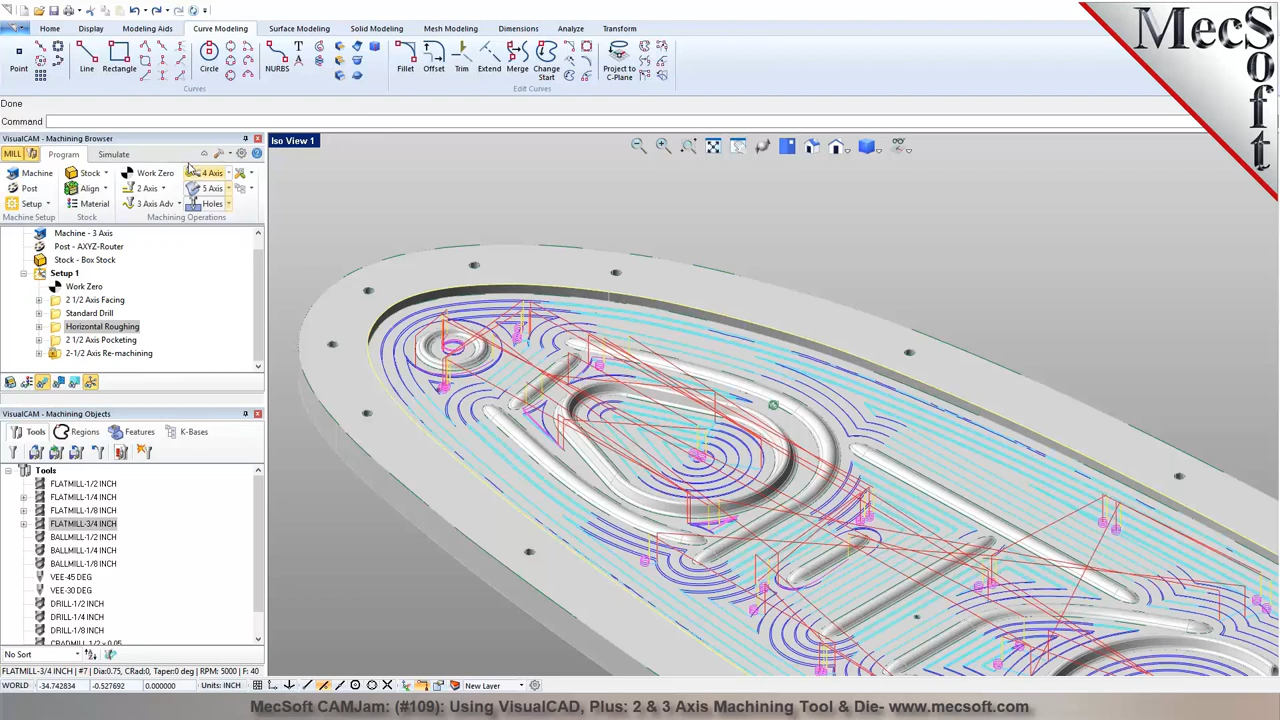 Home Display Modeling Aids Curve Modeling Surface Modeling Solid Modeling Mesh Modeling Dimensions Analyze Transform
Point Line Rectangle Circle NURBS Fillet Offset Trim Extend Merge Change Start Project to C-Plane
Curves Edit Curves
Done
Command
VisualCAM - Machining Browser
MILL Program Simulate
Machine Stock Work Zero 4 Axis
Post Align 2 Axis 5 Axis
Setup Material 3 Axis Adv Holes
Machine Setup Stock Machining Operations
Machine - 3 Axis
Post - AXYZ-Router
Stock - Box Stock
Setup 1
Work Zero
2 1/2 Axis Facing
Standard Drill
Horizontal Roughing
2 1/2 Axis Pocketing
2-1/2 Axis Re-machining
VisualCAM - Machining Objects
Tools Regions Features K-Bases
Tools
FLATMILL-1/2 INCH
FLATMILL-1/4 INCH
FLATMILL-1/8 INCH
FLATMILL-3/4 INCH
BALLMILL-1/2 INCH
BALLMILL-1/4 INCH
BALLMILL-1/8 INCH
VEE-45 DEG
VEE-30 DEG
DRILL-1/2 INCH
DRILL-1/4 INCH
DRILL-1/8 INCH
No Sort
FLATMILL-3/4 INCH | #7 | Dia:0.75, CRad:0, Taper:0 deg | RPM: 5000 | F: 40
WORLD -34.742834 -0.527692 0.000000 Units: INCH New Layer
Iso View 1
MecSoft
MecSoft CAMJam: (#109): Using VisualCAD, Plus: 2 & 3 Axis Machining Tool & Die- www.mecsoft.com